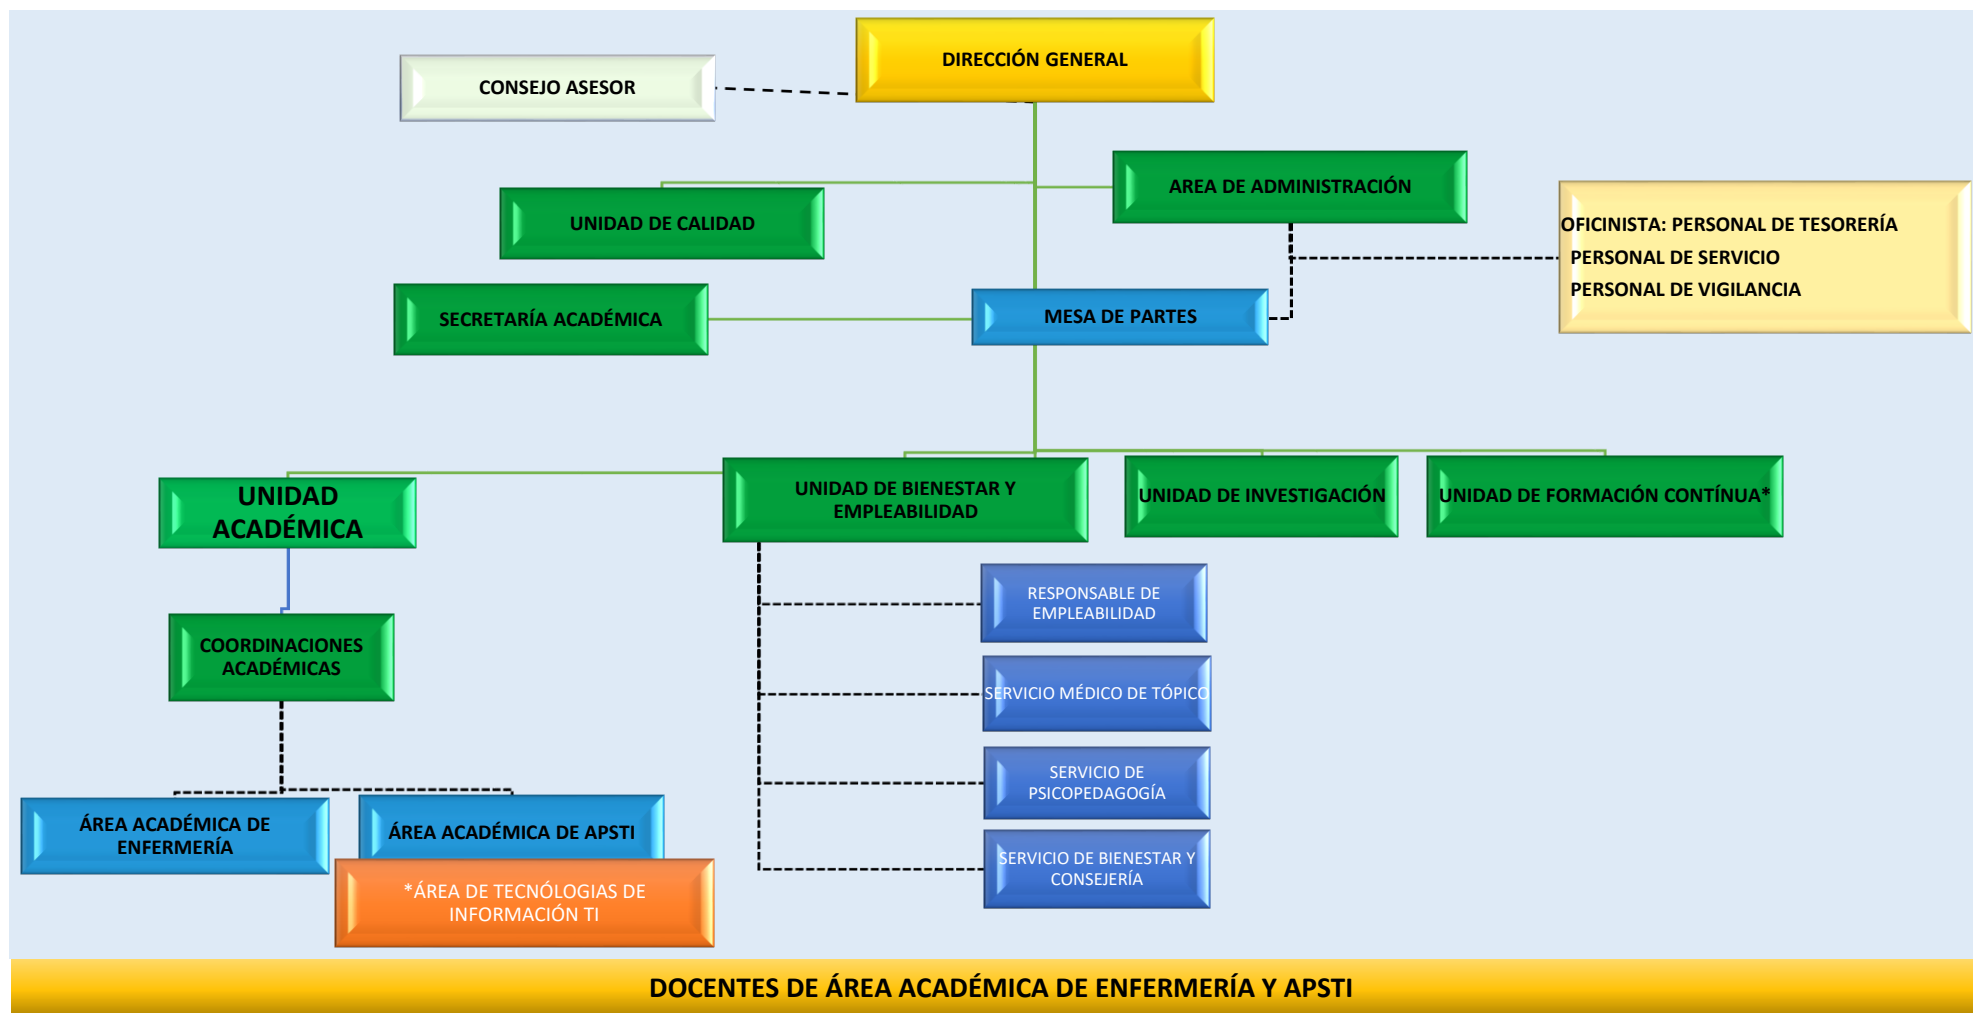 DIRECCIÓN GENERAL
CONSEJO ASESOR
AREA DE ADMINISTRACIÓN
UNIDAD DE CALIDAD
OFICINISTA: PERSONAL DE TESORERÍA
PERSONAL DE SERVICIO
PERSONAL DE VIGILANCIA
SECRETARÍA ACADÉMICA
MESA DE PARTES
UNIDAD
ACADÉMICA
UNIDAD DE BIENESTAR Y
EMPLEABILIDAD
UNIDAD DE INVESTIGACIÓN
UNIDAD DE FORMACIÓN CONTÍNUA*
RESPONSABLE DE
EMPLEABILIDAD
COORDINACIONES
ACADÉMICAS
SERVICIO MÉDICO DE TÓPICO
SERVICIO DE
PSICOPEDAGOGÍA
ÁREA ACADÉMICA DE
ENFERMERÍA
ÁREA ACADÉMICA DE APSTI
SERVICIO DE BIENESTAR Y
CONSEJERÍA
*ÁREA DE TECNÓLOGIAS DE
INFORMACIÓN TI
DOCENTES DE ÁREA ACADÉMICA DE ENFERMERÍA Y APSTI